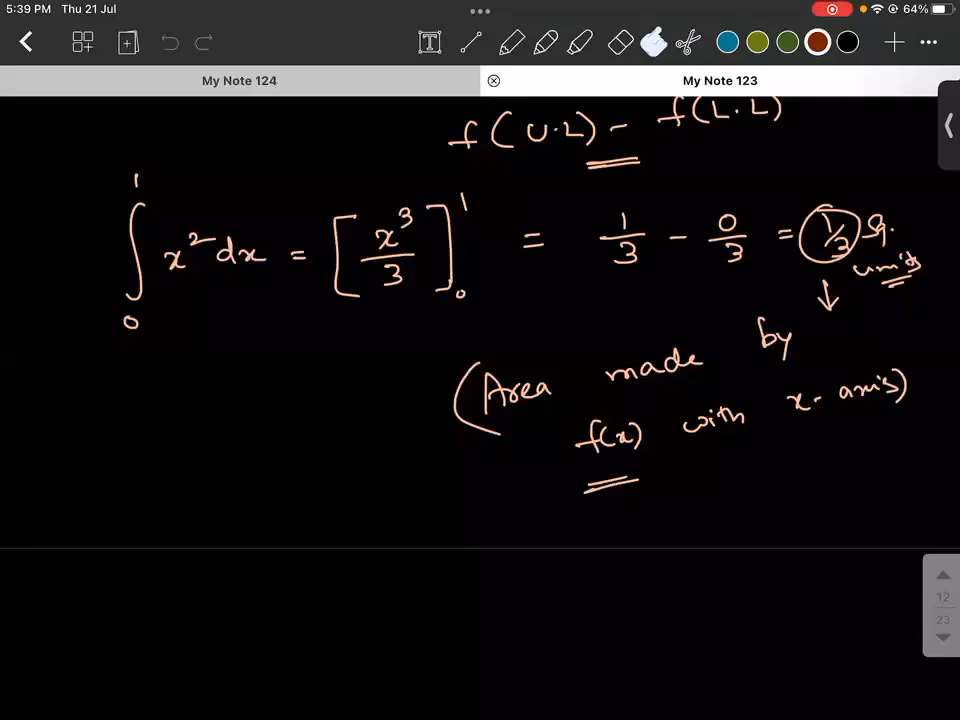 5:39 PM Thu 21 Jul
64%
My Note 124
My Note 123
f(U.L) - f(L.L)
∫₀¹ x² dx = [x³/3]₀¹ = 1/3 - 0/3 = 1/3 Sq.
units
(Area made by
f(x) with x-axis)
12
23